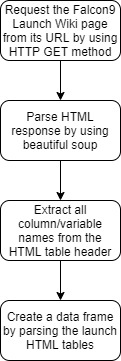 Request the Falcon9
Launch Wiki page
from its URL by using
HTTP GET method
Parse HTML
response by using
beautiful soup
Extract all
column/variable
names from the
HTML table header
Create a data frame
by parsing the launch
HTML tables